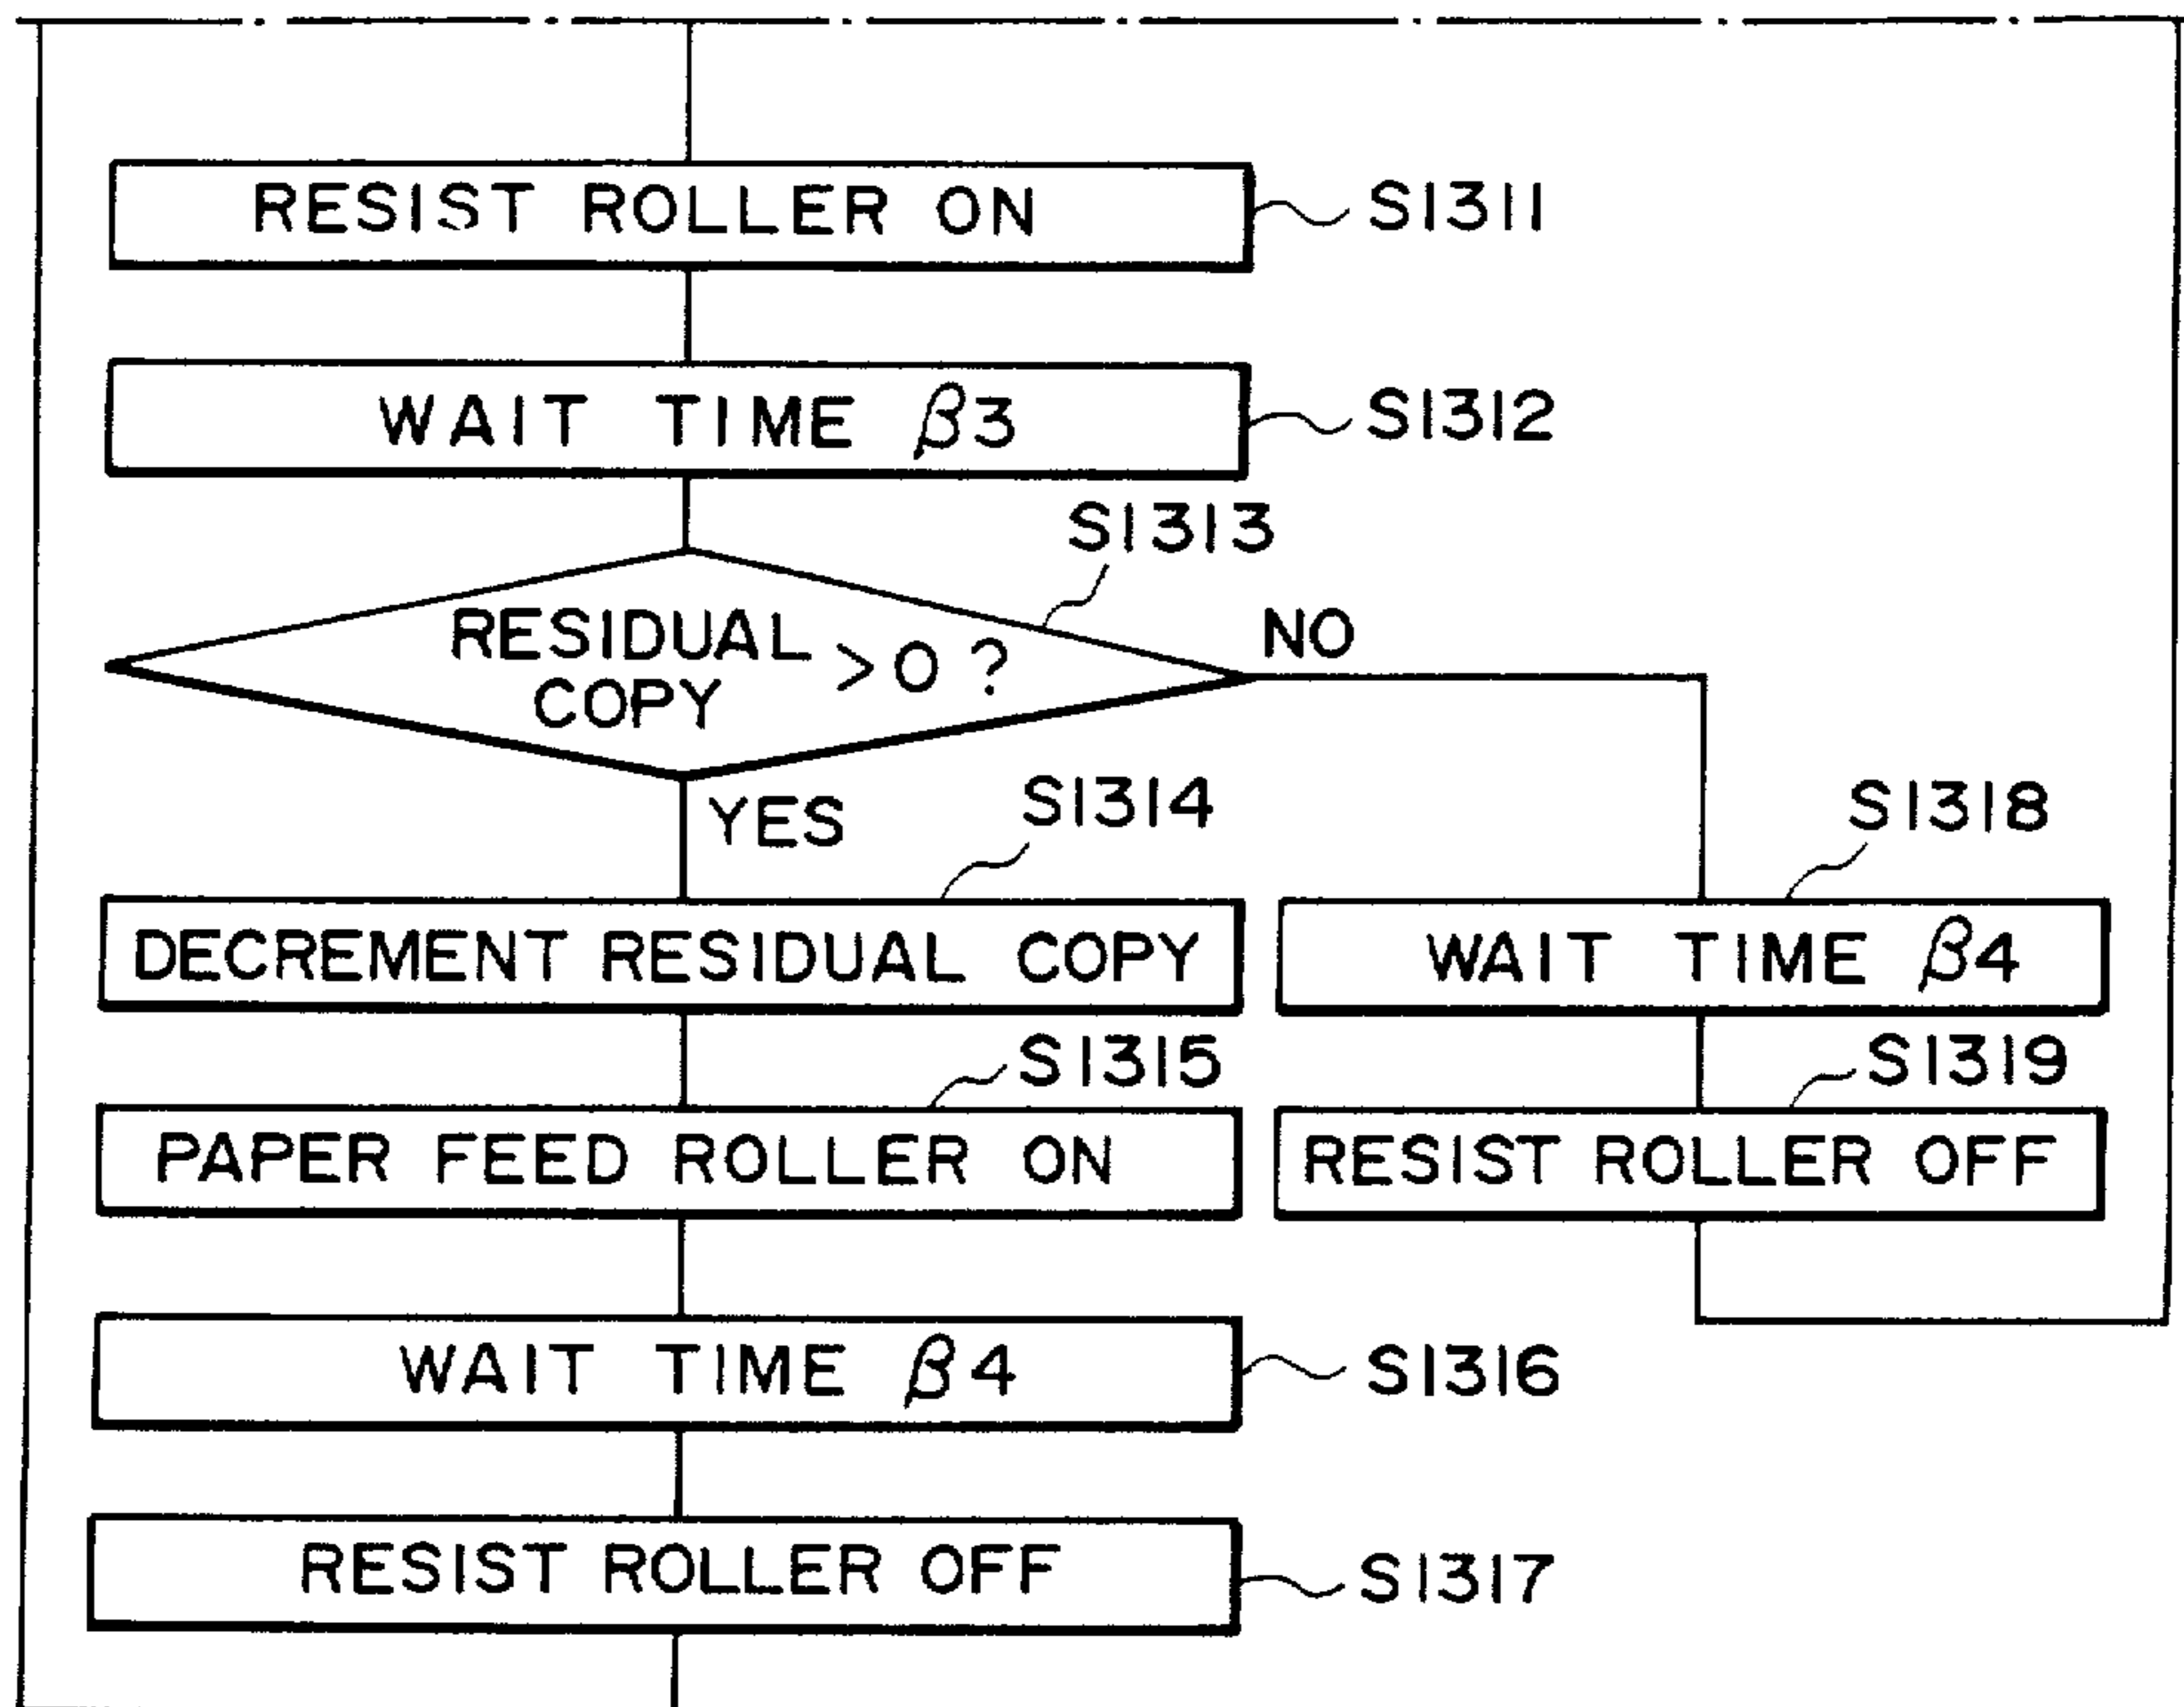 RESIST ROLLER ON S1311
WAIT TIME β3 S1312
S1313
RESIDUAL COPY >0 ?
NO
YES
S1314
DECREMENT RESIDUAL COPY
S1318
WAIT TIME β4
S1315
PAPER FEED ROLLER ON
S1319
RESIST ROLLER OFF
WAIT TIME β4 S1316
RESIST ROLLER OFF S1317